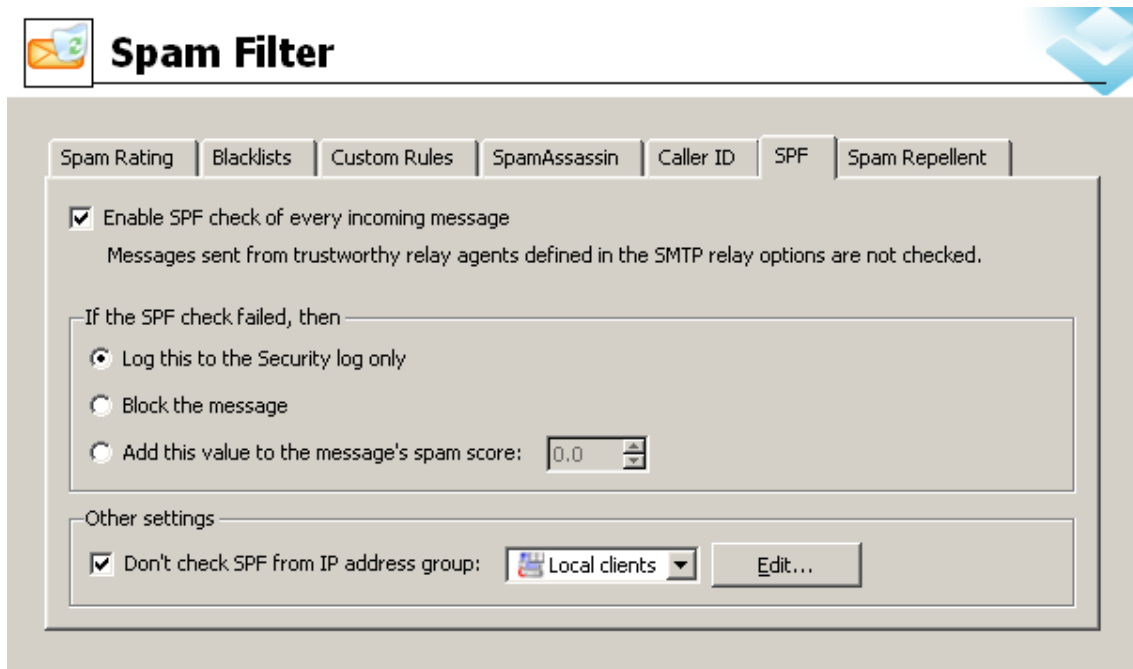 Spam Filter
Spam Rating Blacklists Custom Rules SpamAssassin Caller ID SPF Spam Repellent
Enable SPF check of every incoming message
Messages sent from trustworthy relay agents defined in the SMTP relay options are not checked.
If the SPF check failed, then
Log this to the Security log only
Block the message
Add this value to the message's spam score: 0.0
Other settings
Don't check SPF from IP address group: Local clients Edit...